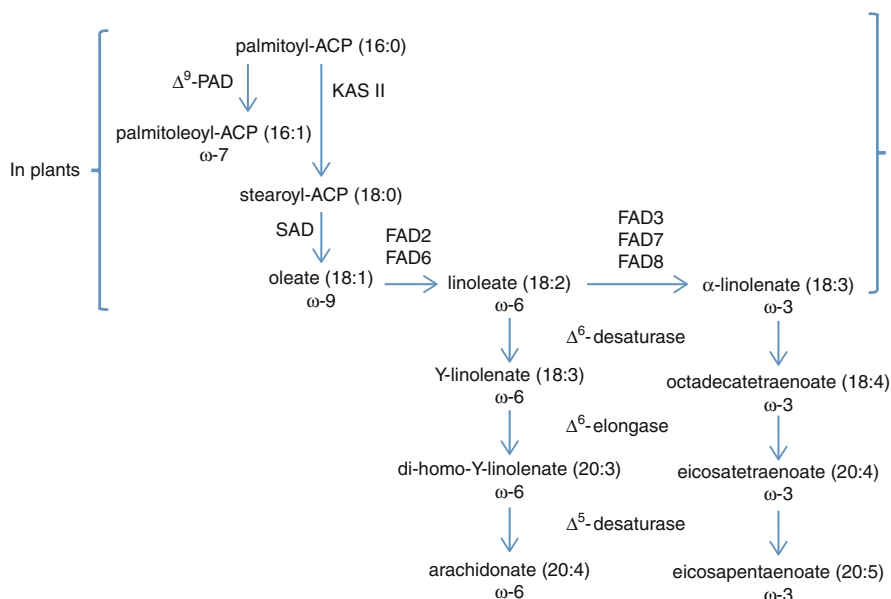 palmitoyl-ACP (16:0)
Δ⁹-PAD
KAS II
palmitoleoyl-ACP (16:1)
ω-7
In plants
stearoyl-ACP (18:0)
SAD
FAD2
FAD6
FAD3
FAD7
FAD8
oleate (18:1)
ω-9
linoleate (18:2)
ω-6
α-linolenate (18:3)
ω-3
Δ⁶-desaturase
Y-linolenate (18:3)
ω-6
octadecatetraenoate (18:4)
ω-3
Δ⁶-elongase
di-homo-Y-linolenate (20:3)
ω-6
eicosatetraenoate (20:4)
ω-3
Δ⁵-desaturase
arachidonate (20:4)
ω-6
eicosapentaenoate (20:5)
ω-3